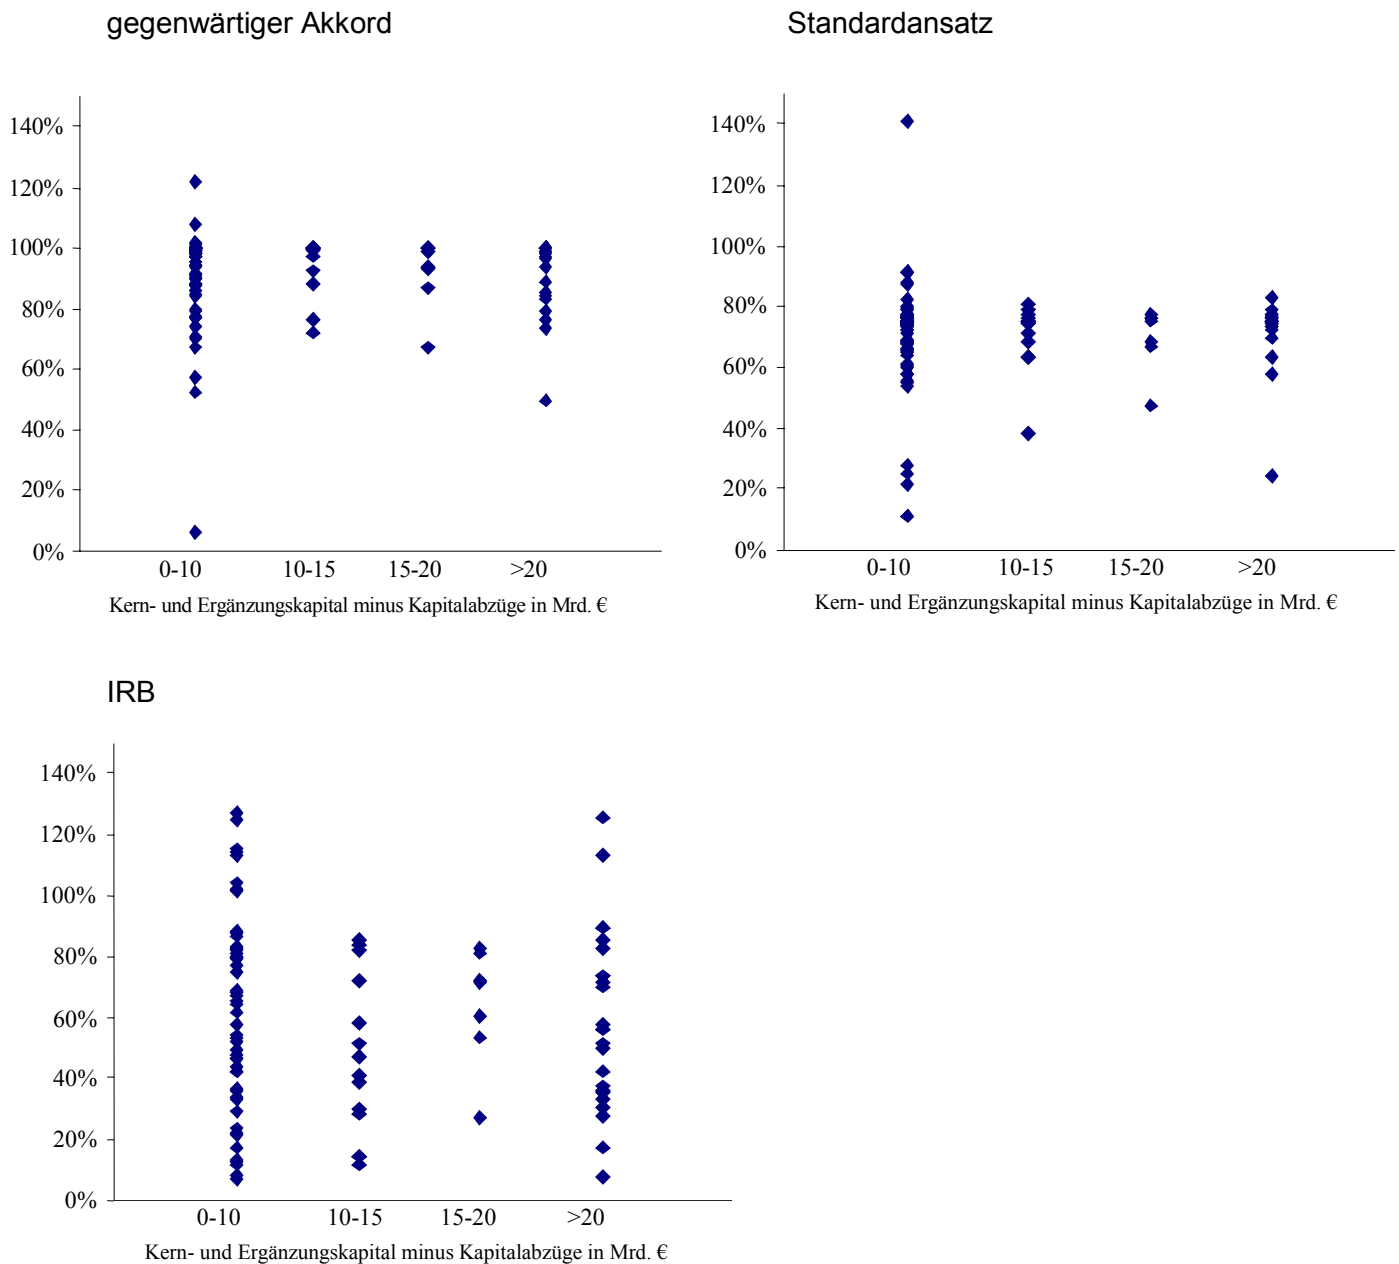 gegenwärtiger Akkord
140%
120%
100%
80%
60%
40%
20%
0%
0-10 10-15 15-20 >20
Kern- und Ergänzungskapital minus Kapitalabzüge in Mrd. €
Standardansatz
140%
120%
100%
80%
60%
40%
20%
0%
0-10 10-15 15-20 >20
Kern- und Ergänzungskapital minus Kapitalabzüge in Mrd. €
IRB
140%
120%
100%
80%
60%
40%
20%
0%
0-10 10-15 15-20 >20
Kern- und Ergänzungskapital minus Kapitalabzüge in Mrd. €